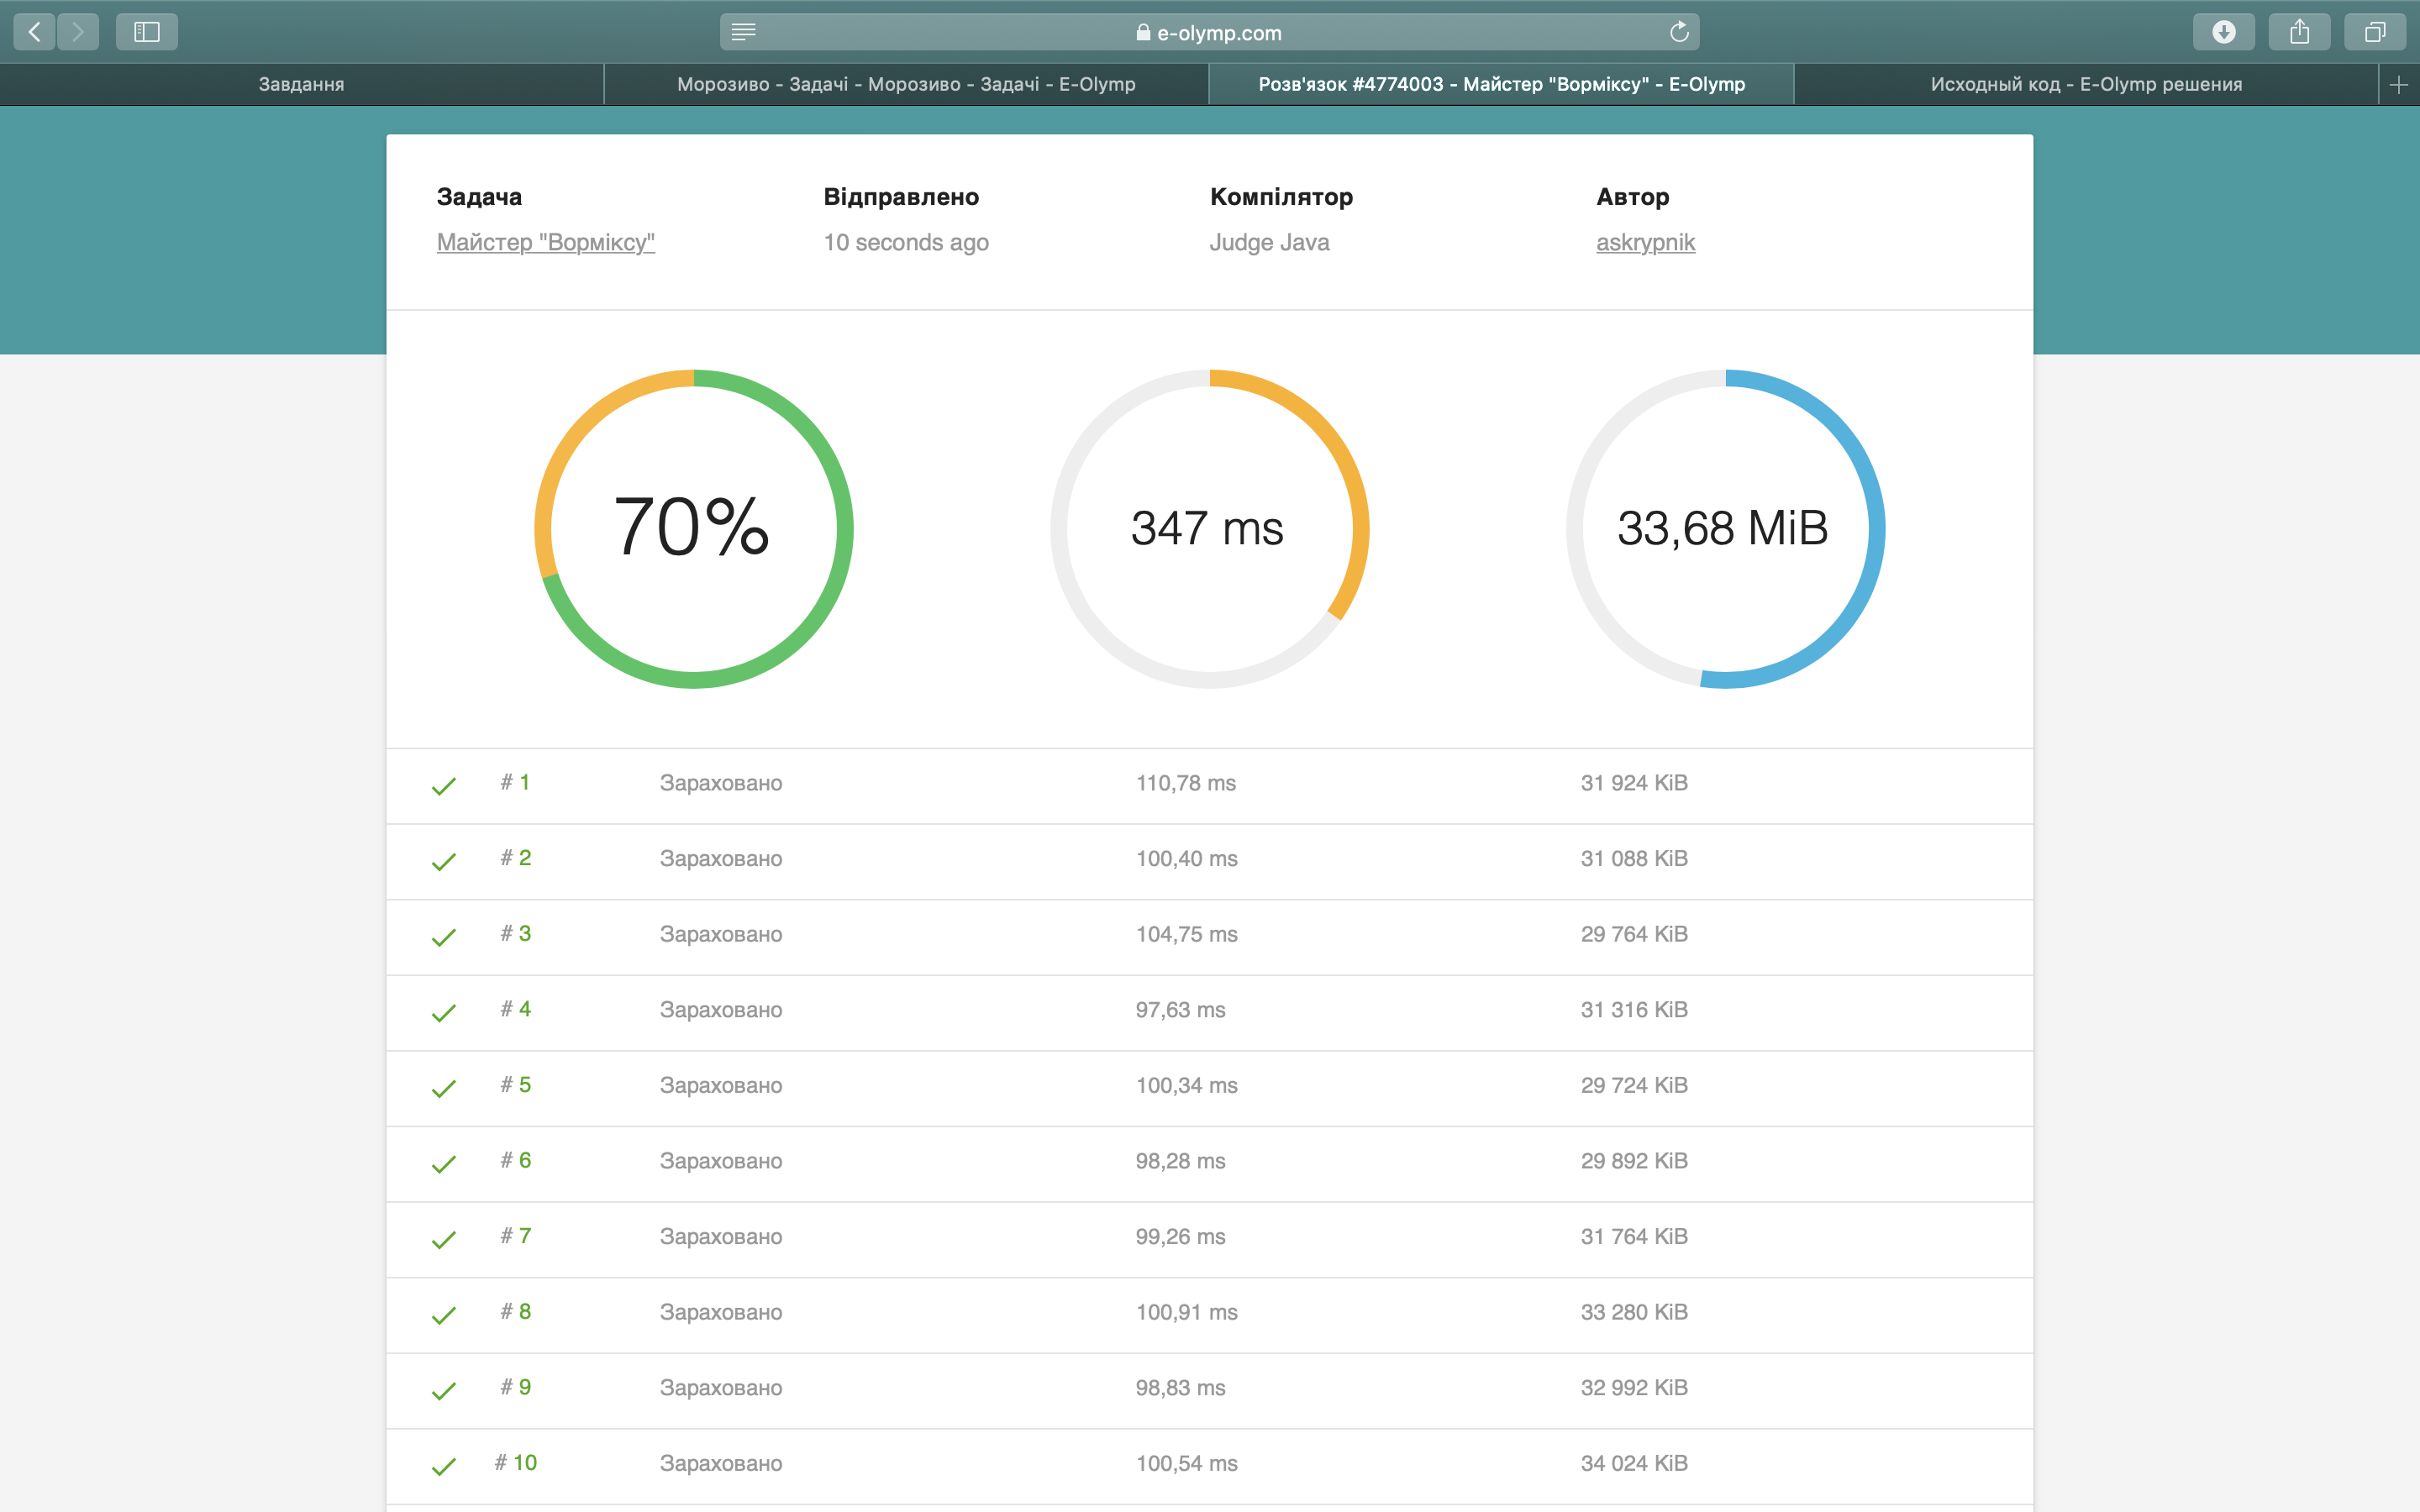 e-olymp.com
Завдання
Морозиво - Задачі - Морозиво - Задачі - E-Olymp
Розв'язок #4774003 - Майстер "Ворміксу" - E-Olymp
Исходный код - E-Olymp решения
Задача Відправлено Компілятор Автор
Майстер "Ворміксу" 10 seconds ago Judge Java askrypnik
70% 347 ms 33,68 MiB
# 1 Зараховано 110,78 ms 31 924 KiB
# 2 Зараховано 100,40 ms 31 088 KiB
# 3 Зараховано 104,75 ms 29 764 KiB
# 4 Зараховано 97,63 ms 31 316 KiB
# 5 Зараховано 100,34 ms 29 724 KiB
# 6 Зараховано 98,28 ms 29 892 KiB
# 7 Зараховано 99,26 ms 31 764 KiB
# 8 Зараховано 100,91 ms 33 280 KiB
# 9 Зараховано 98,83 ms 32 992 KiB
# 10 Зараховано 100,54 ms 34 024 KiB